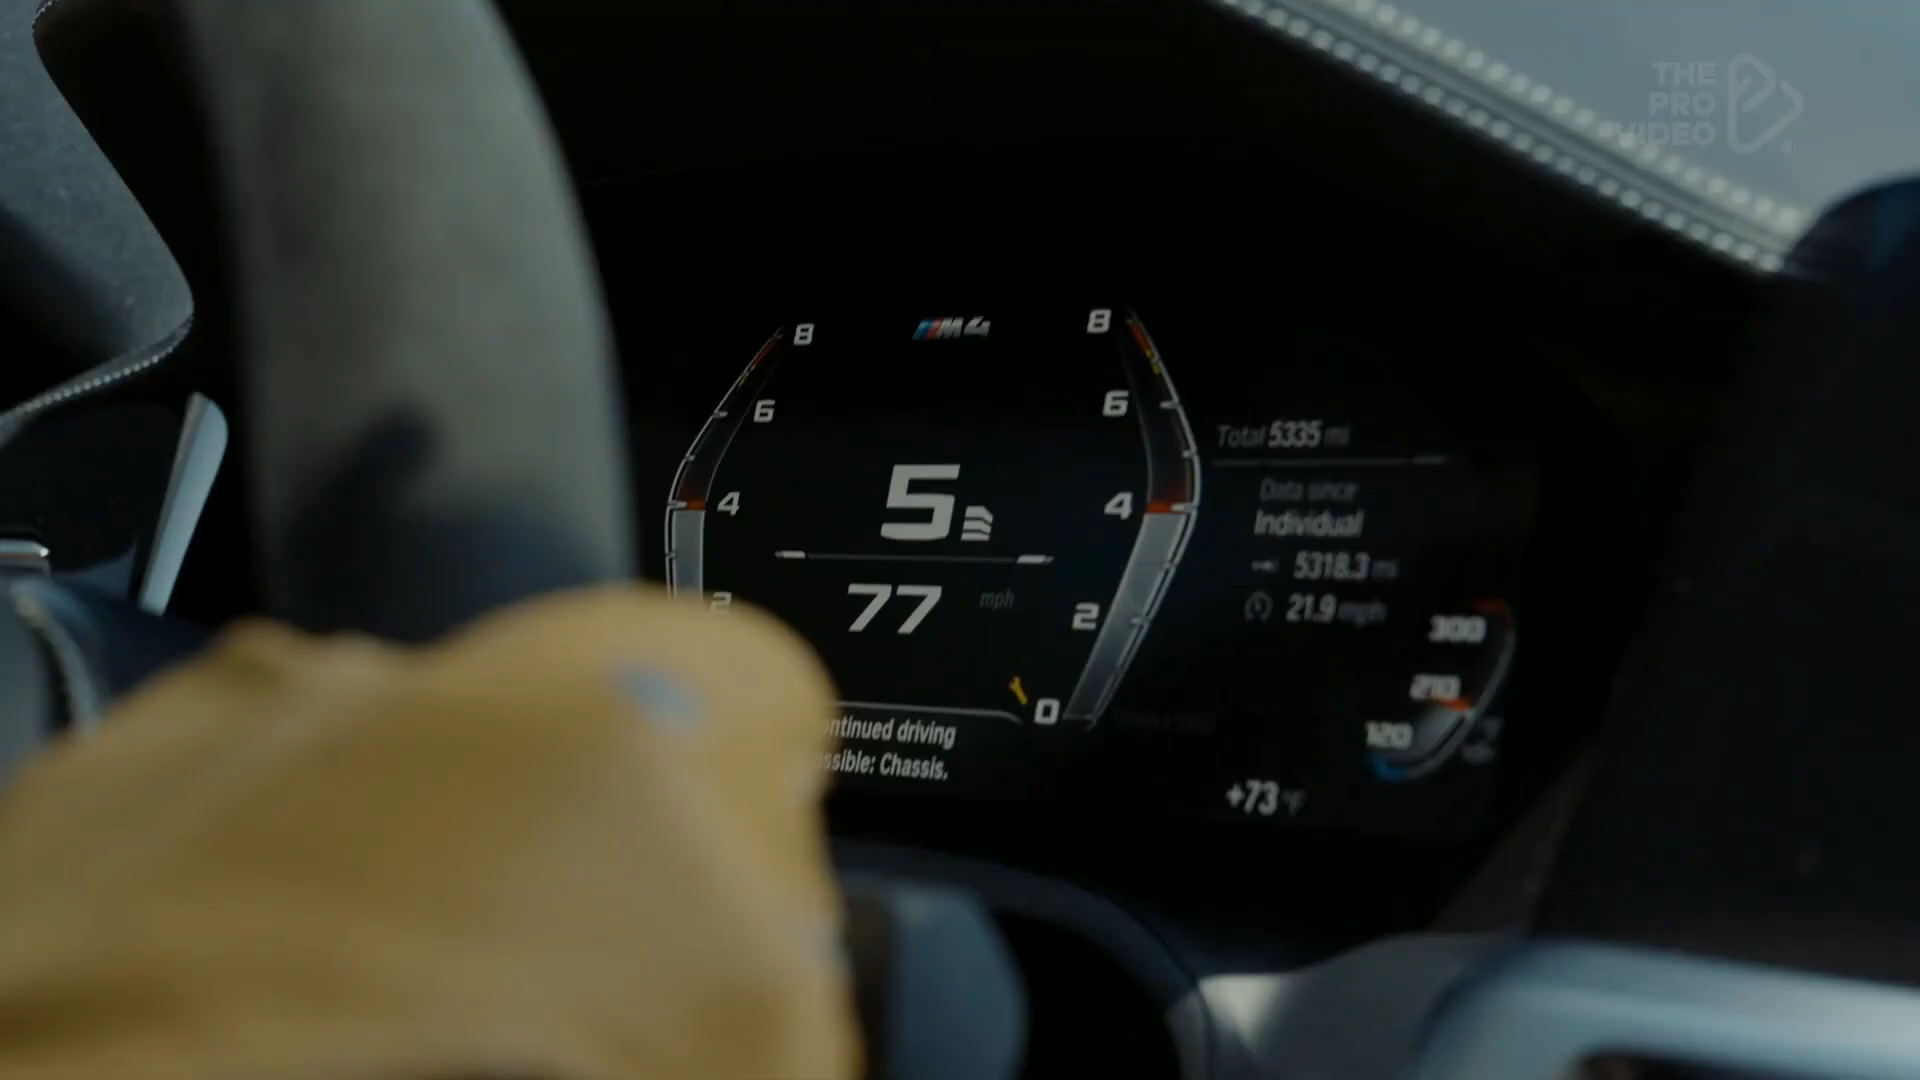 THE
PRO
VIDEO
M4
8
8
6
6
4
4
5
77 mph
2
2
0
Total 5335 mi
Data since
Individual
5318.3 mi
21.9 mph
300
210
120
+73 °F
ntinued driving
ssible: Chassis.